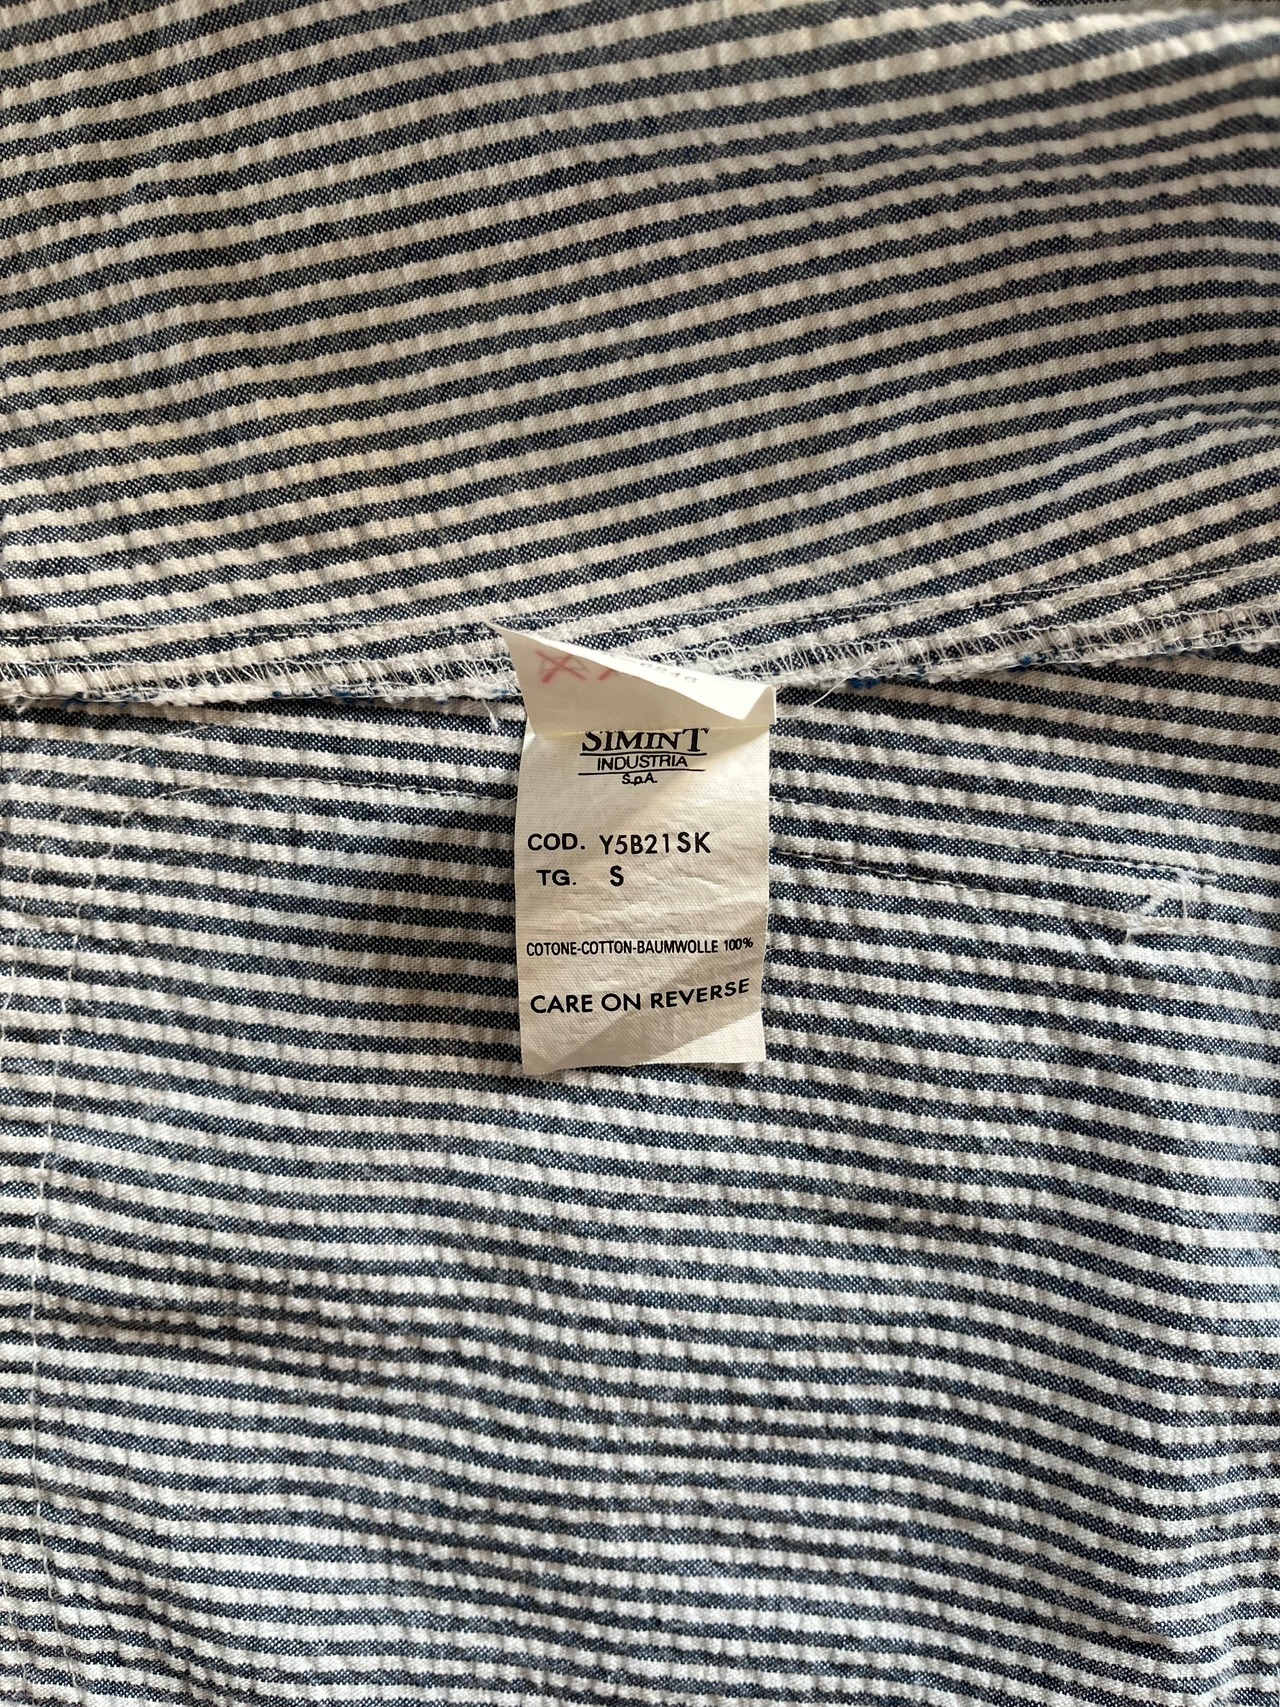 SIMINT
INDUSTRIA
S.p.A.
COD. Y5B21SK
TG. S
COTONE-COTTON-BAUMWOLLE 100%
CARE ON REVERSE